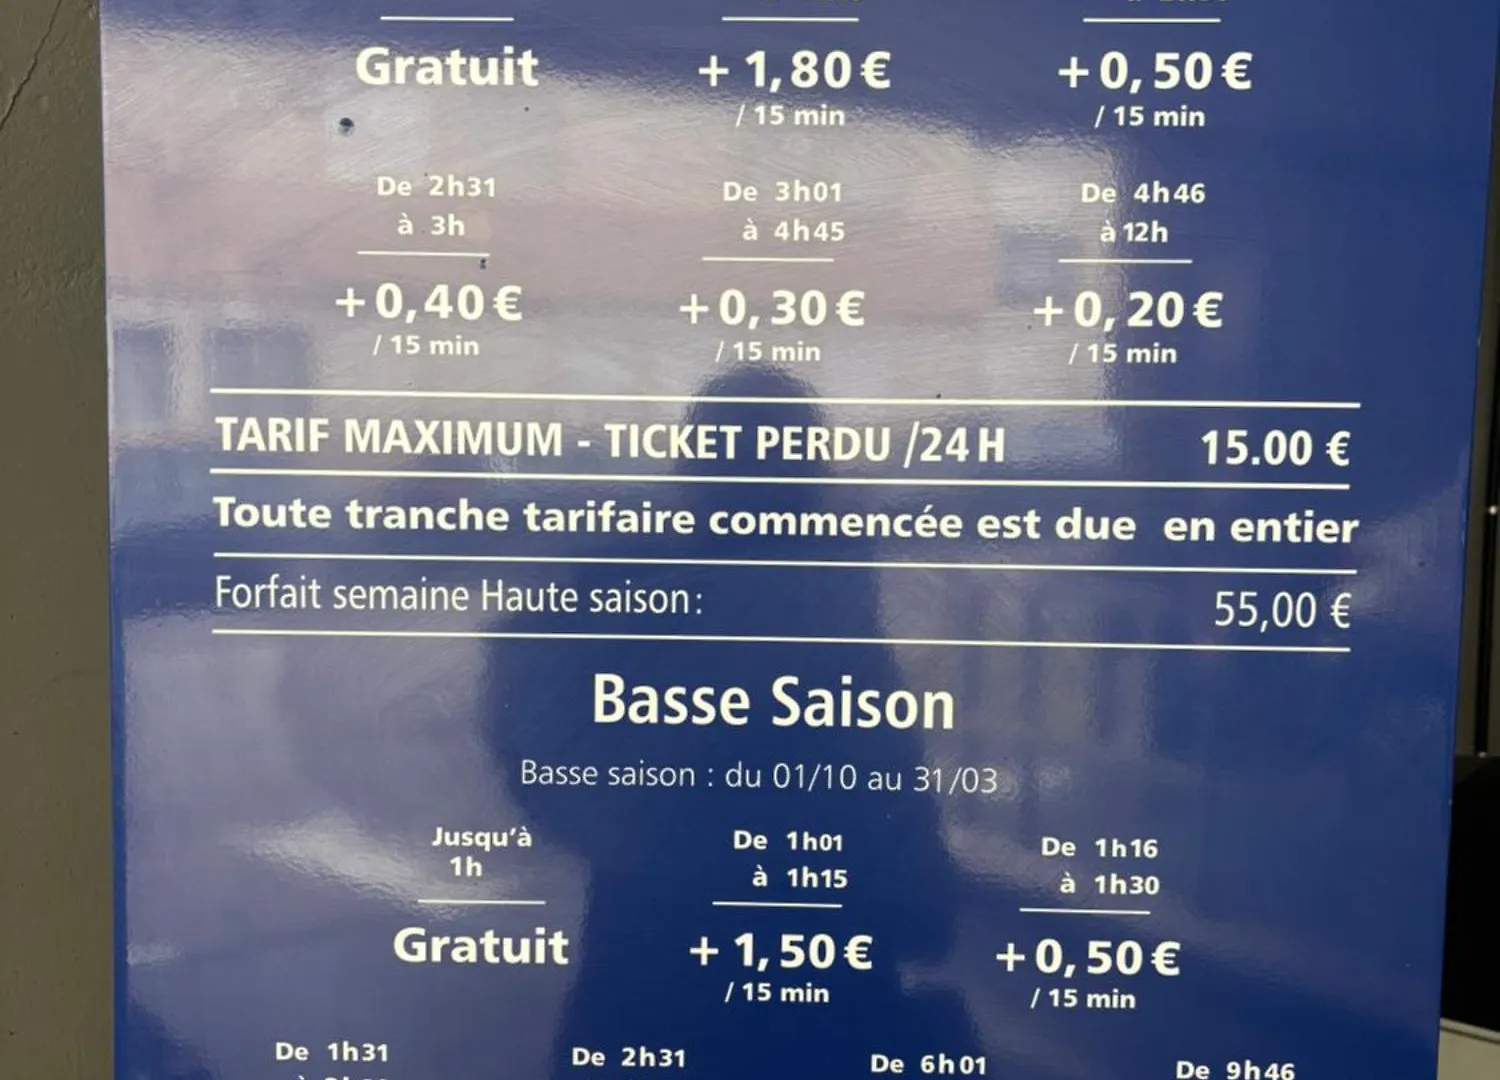 Gratuit + 1,80 € + 0,50 €
/ 15 min / 15 min
De 2h31 De 3h01 De 4h46
à 3h à 4h45 à 12h
+ 0,40 € + 0,30 € + 0,20 €
/ 15 min / 15 min / 15 min
TARIF MAXIMUM - TICKET PERDU /24 H 15.00 €
Toute tranche tarifaire commencée est due en entier
Forfait semaine Haute saison : 55,00 €
Basse Saison
Basse saison : du 01/10 au 31/03
Jusqu'à De 1h01 De 1h16
1h à 1h15 à 1h30
Gratuit + 1,50 € + 0,50 €
/ 15 min / 15 min
De 1h31 De 2h31 De 6h01 De 9h46